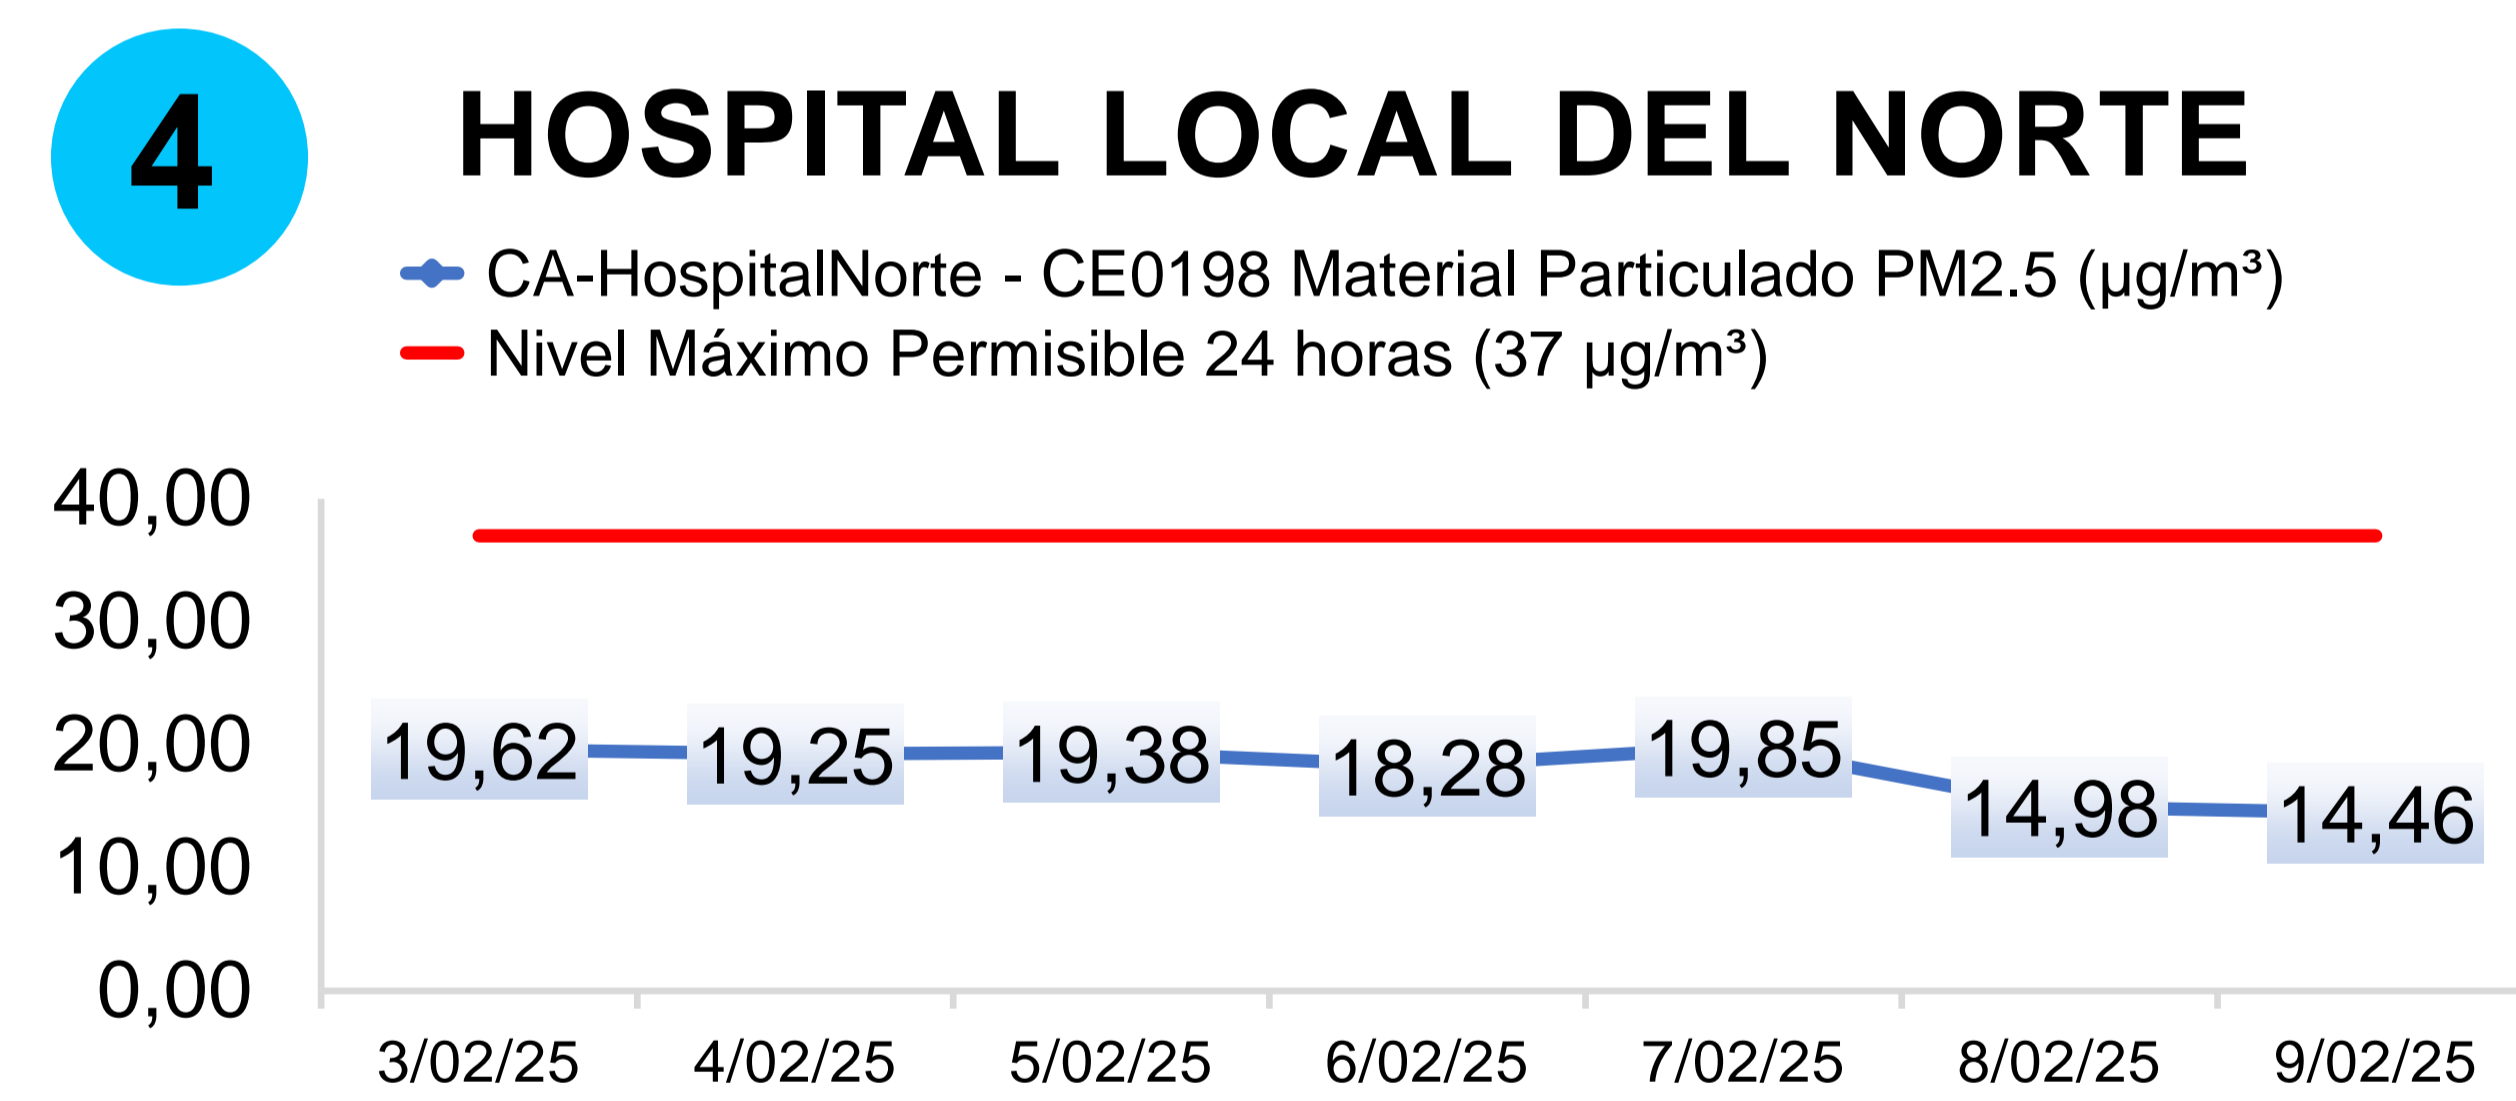 4
HOSPITAL LOCAL DEL NORTE
CA-HospitalNorte - CE0198 Material Particulado PM2.5 (µg/m³)
Nivel Máximo Permisible 24 horas (37 µg/m³)
40,00
30,00
20,00
10,00
0,00
19,62 19,25 19,38 18,28 19,85 14,98 14,46
3/02/25 4/02/25 5/02/25 6/02/25 7/02/25 8/02/25 9/02/25